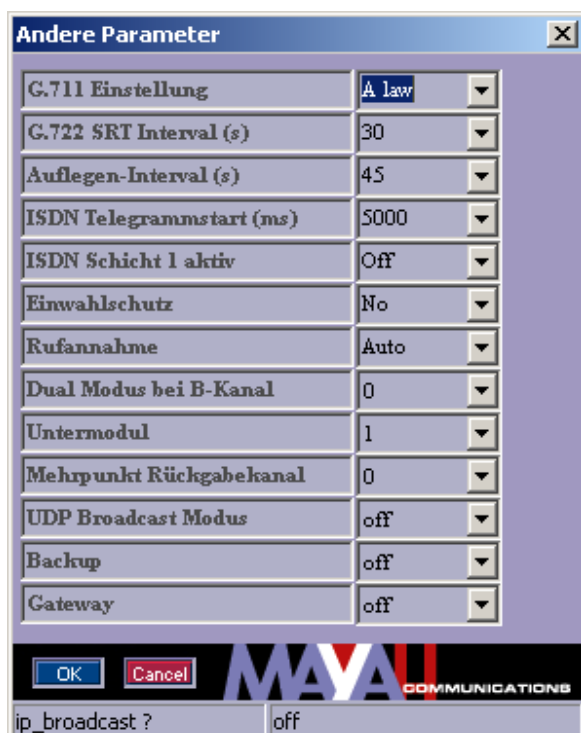 Andere Parameter
G.711 Einstellung A law
G.722 SRT Interval (s) 30
Auflegen-Interval (s) 45
ISDN Telegrammstart (ms) 5000
ISDN Schicht 1 aktiv Off
Einwahlschutz No
Rufannahme Auto
Dual Modus bei B-Kanal 0
Untermodul 1
Mehrpunkt Rückgabekanal 0
UDP Broadcast Modus off
Backup off
Gateway off
OK Cancel MAYAH COMMUNICATIONS
ip_broadcast ? off